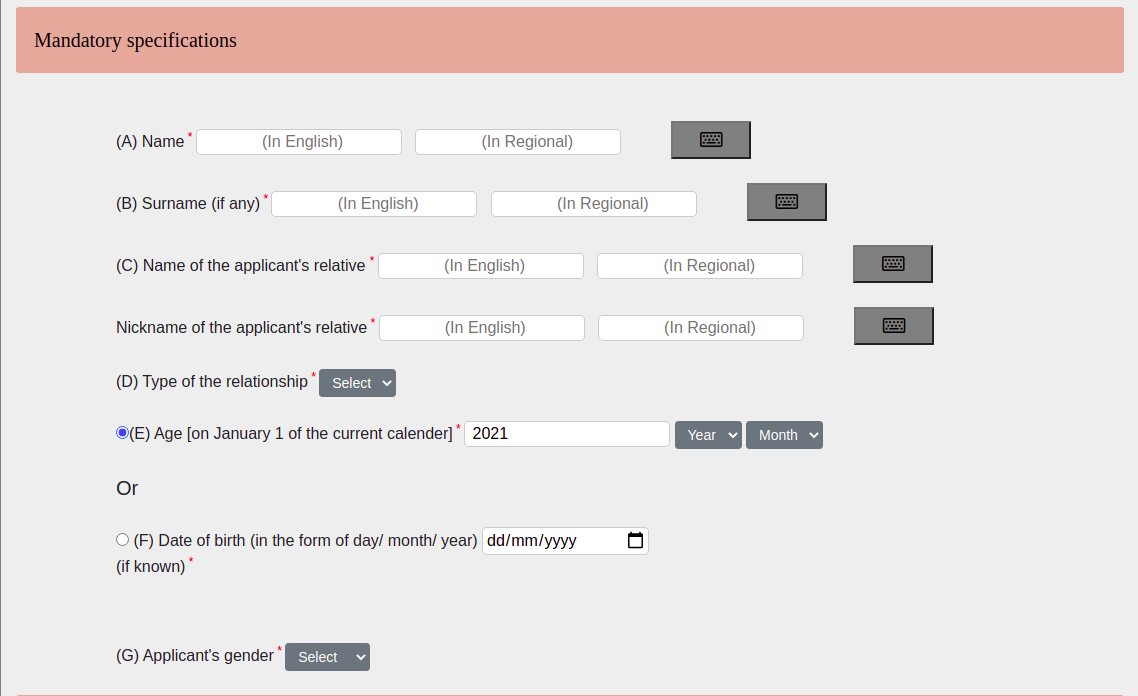 Mandatory specifications
(A) Name * (In English) (In Regional)
(B) Surname (if any) * (In English) (In Regional)
(C) Name of the applicant's relative * (In English) (In Regional)
Nickname of the applicant's relative * (In English) (In Regional)
(D) Type of the relationship * Select
(E) Age [on January 1 of the current calender] * 2021 Year Month
Or
(F) Date of birth (in the form of day/ month/ year) dd/mm/yyyy
(if known) *
(G) Applicant's gender * Select